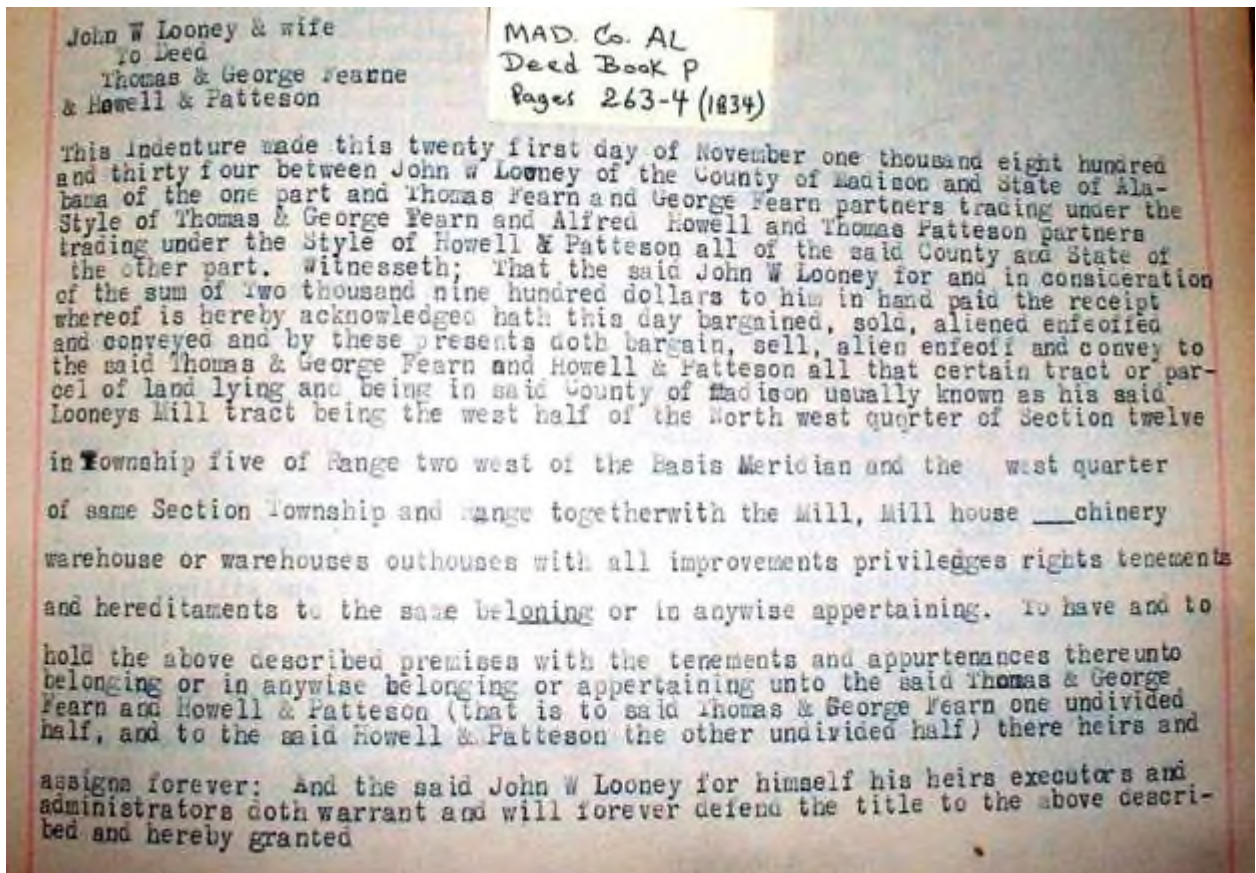 John W Looney & wife
To Deed
Thomas & George Fearne
& Howell & Patteson
MAD. Co. AL
Deed Book P
Pages 263-4 (1834)
This Indenture made this twenty first day of November one thousand eight hundred
and thirty four between John W Looney of the County of Madison and State of Ala-
bama of the one part and Thomas Fearn and George Fearn partners trading under the
Style of Thomas & George Fearn and Alfred Howell and Thomas Patteson partners
trading under the Style of Howell & Patteson all of the said County and State of
the other part. Witnesseth; That the said John W Looney for and in consideration
of the sum of Two thousand nine hundred dollars to him in hand paid the receipt
whereof is hereby acknowledged hath this day bargained, sold, aliened enfeoffed
and conveyed and by these presents doth bargain, sell, alien enfeoff and convey to
the said Thomas & George Fearn and Howell & Patteson all that certain tract or par-
cel of land lying and being in said County of Madison usually known as his said
Looneys Mill tract being the west half of the North west quarter of Section twelve
in Township five of Range two west of the Basis Meridian and the west quarter
of same Section Township and Range togetherwith the Mill, Mill house ___chinery
warehouse or warehouses outhouses with all improvements priviledges rights tenements
and hereditaments to the same beloning or in anywise appertaining. To have and to
hold the above described premises with the tenements and appurtenances thereunto
belonging or in anywise belonging or appertaining unto the said Thomas & George
Fearn and Howell & Patteson (that is to said Thomas & George Fearn one undivided
half, and to the said Howell & Patteson the other undivided half) there heirs and
assigns forever: And the said John W Looney for himself his heirs executors and
administrators doth warrant and will forever defend the title to the above descri-
bed and hereby granted